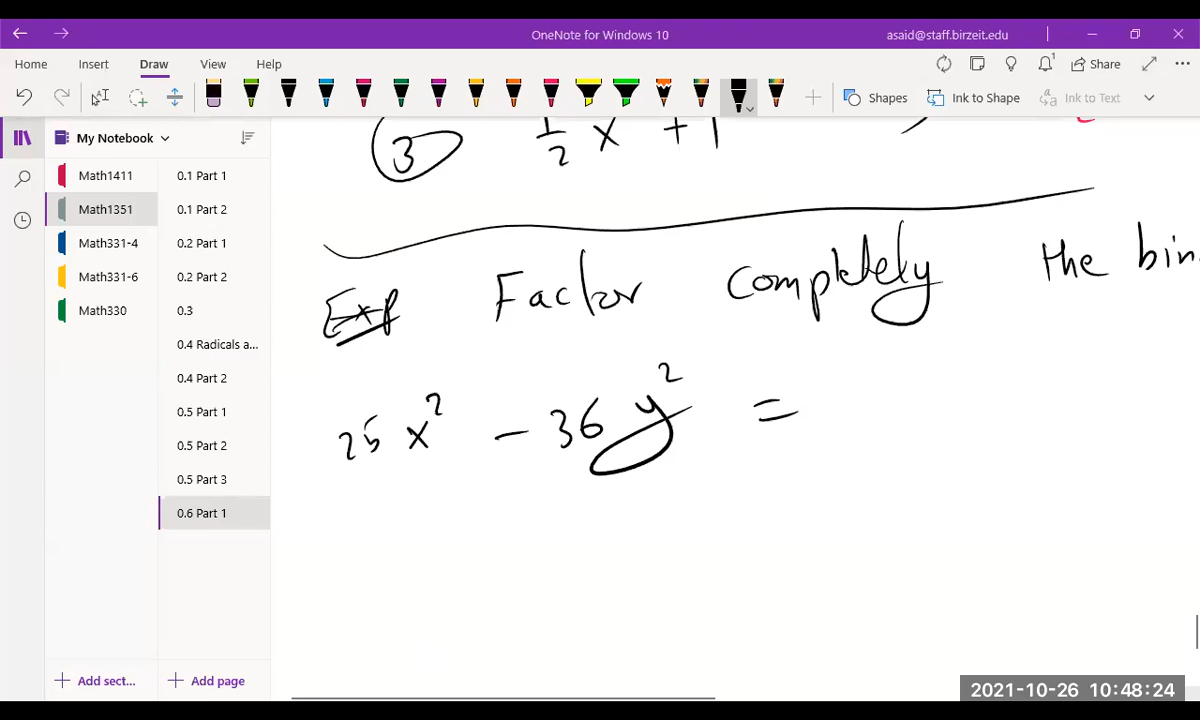 OneNote for Windows 10
asaid@staff.birzeit.edu
Home Insert Draw View Help
Share
Shapes
Ink to Shape
Ink to Text
My Notebook
Math1411
Math1351
Math331-4
Math331-6
Math330
0.1 Part 1
0.1 Part 2
0.2 Part 1
0.2 Part 2
0.3
0.4 Radicals a...
0.4 Part 2
0.5 Part 1
0.5 Part 2
0.5 Part 3
0.6 Part 1
Add sect...
Add page
③ 1/2 x + 1
Exp Factor completely the bin
25 x² - 36 y² =
2021-10-26 10:48:24